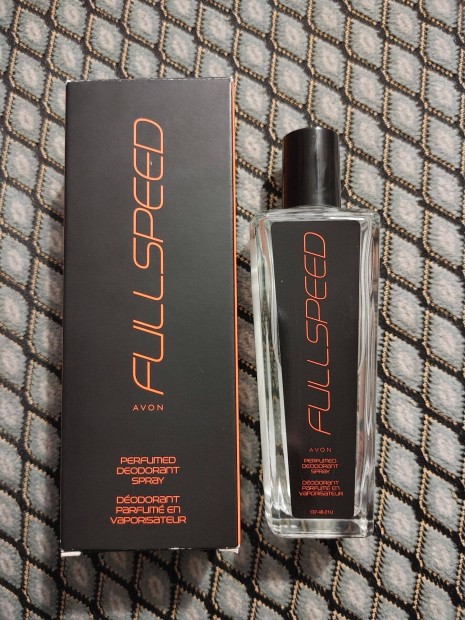 FULLSPEED
AVON
PERFUMED
DEODORANT
SPRAY
DÉODORANT
PARFUMÉ EN
VAPORISATEUR
FULLSPEED
AVON
PERFUMED
DEODORANT
SPRAY
DÉODORANT
PARFUMÉ EN
VAPORISATEUR